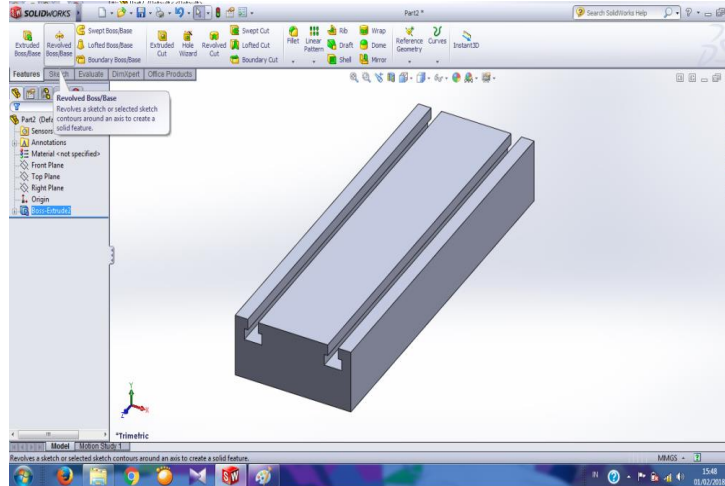 SOLIDWORKS
Part2 *
Search SolidWorks Help
Extruded Boss/Base
Revolved Boss/Base
Swept Boss/Base
Lofted Boss/Base
Boundary Boss/Base
Extruded Cut
Hole Wizard
Revolved Cut
Swept Cut
Lofted Cut
Boundary Cut
Fillet
Linear Pattern
Rib
Draft
Shell
Wrap
Dome
Mirror
Reference Geometry
Curves
Instant3D
Features
Sketch
Evaluate
DimXpert
Office Products
Revolved Boss/Base
Revolves a sketch or selected sketch
contours around an axis to create a
solid feature.
Part2 (Defa
Sensors
Annotations
Material <not specified>
Front Plane
Top Plane
Right Plane
Origin
Boss-Extrude2
Y
*Trimetric
Model
Motion Study 1
Revolves a sketch or selected sketch contours around an axis to create a solid feature.
MMGS
IN
15:48
01/02/2018